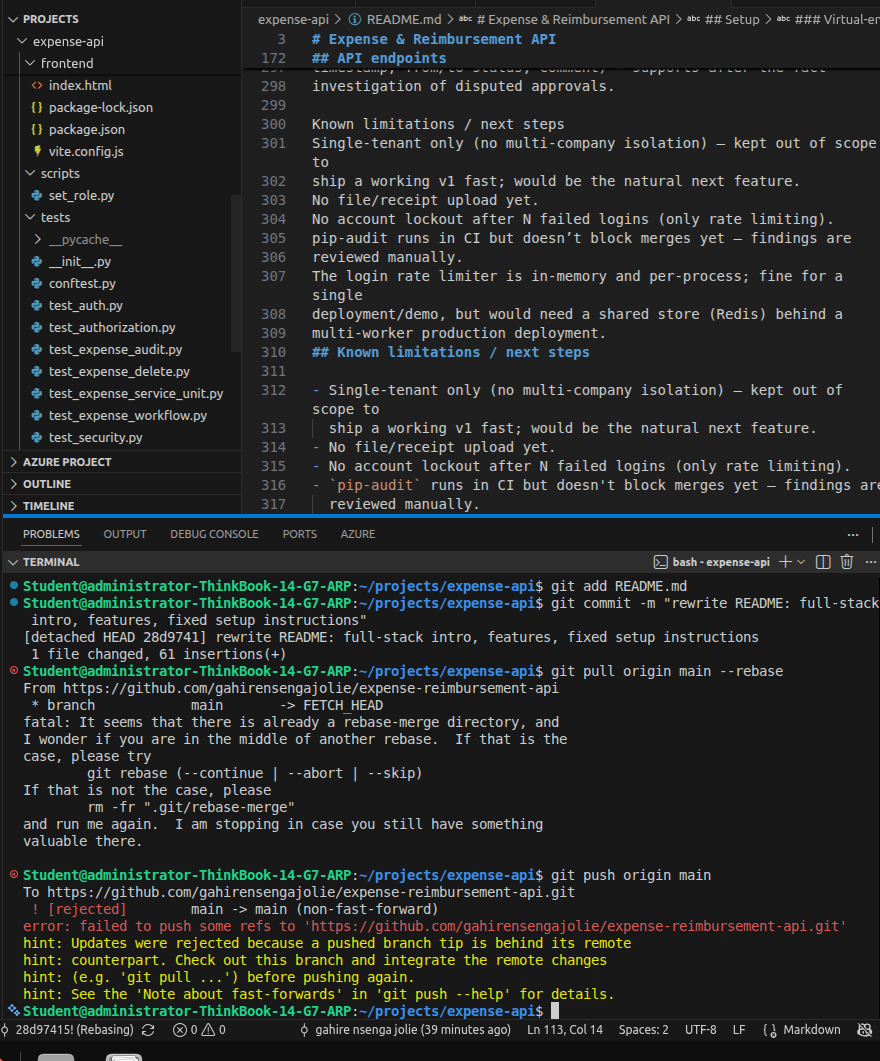 PROJECTS
expense-api
frontend
index.html
package-lock.json
package.json
vite.config.js
scripts
set_role.py
tests
__pycache__
__init__.py
conftest.py
test_auth.py
test_authorization.py
test_expense_audit.py
test_expense_delete.py
test_expense_service_unit.py
test_expense_workflow.py
test_security.py
AZURE PROJECT
OUTLINE
TIMELINE
expense-api > README.md > # Expense & Reimbursement API > ## Setup > ### Virtual-en
3 # Expense & Reimbursement API
172 ## API endpoints
298 investigation of disputed approvals.
299
300 Known limitations / next steps
301 Single-tenant only (no multi-company isolation) — kept out of scope
to
302 ship a working v1 fast; would be the natural next feature.
303 No file/receipt upload yet.
304 No account lockout after N failed logins (only rate limiting).
305 pip-audit runs in CI but doesn’t block merges yet — findings are
306 reviewed manually.
307 The login rate limiter is in-memory and per-process; fine for a
single
308 deployment/demo, but would need a shared store (Redis) behind a
309 multi-worker production deployment.
310 ## Known limitations / next steps
311
312 - Single-tenant only (no multi-company isolation) — kept out of
scope to
313 ship a working v1 fast; would be the natural next feature.
314 - No file/receipt upload yet.
315 - No account lockout after N failed logins (only rate limiting).
316 - `pip-audit` runs in CI but doesn't block merges yet — findings are
317 reviewed manually.
PROBLEMS OUTPUT DEBUG CONSOLE PORTS AZURE
TERMINAL bash - expense-api
Student@administrator-ThinkBook-14-G7-ARP:~/projects/expense-api$ git add README.md
Student@administrator-ThinkBook-14-G7-ARP:~/projects/expense-api$ git commit -m "rewrite README: full-stack
intro, features, fixed setup instructions"
[detached HEAD 28d9741] rewrite README: full-stack intro, features, fixed setup instructions
1 file changed, 61 insertions(+)
Student@administrator-ThinkBook-14-G7-ARP:~/projects/expense-api$ git pull origin main --rebase
From https://github.com/gahirensengajolie/expense-reimbursement-api
* branch main -> FETCH_HEAD
fatal: It seems that there is already a rebase-merge directory, and
I wonder if you are in the middle of another rebase. If that is the
case, please try
git rebase (--continue | --abort | --skip)
If that is not the case, please
rm -fr ".git/rebase-merge"
and run me again. I am stopping in case you still have something
valuable there.
Student@administrator-ThinkBook-14-G7-ARP:~/projects/expense-api$ git push origin main
To https://github.com/gahirensengajolie/expense-reimbursement-api.git
! [rejected] main -> main (non-fast-forward)
error: failed to push some refs to 'https://github.com/gahirensengajolie/expense-reimbursement-api.git'
hint: Updates were rejected because a pushed branch tip is behind its remote
hint: counterpart. Check out this branch and integrate the remote changes
hint: (e.g. 'git pull ...') before pushing again.
hint: See the 'Note about fast-forwards' in 'git push --help' for details.
Student@administrator-ThinkBook-14-G7-ARP:~/projects/expense-api$
28d97415! (Rebasing) 0 0 gahire nsenga jolie (39 minutes ago) Ln 113, Col 14 Spaces: 2 UTF-8 LF {} Markdown